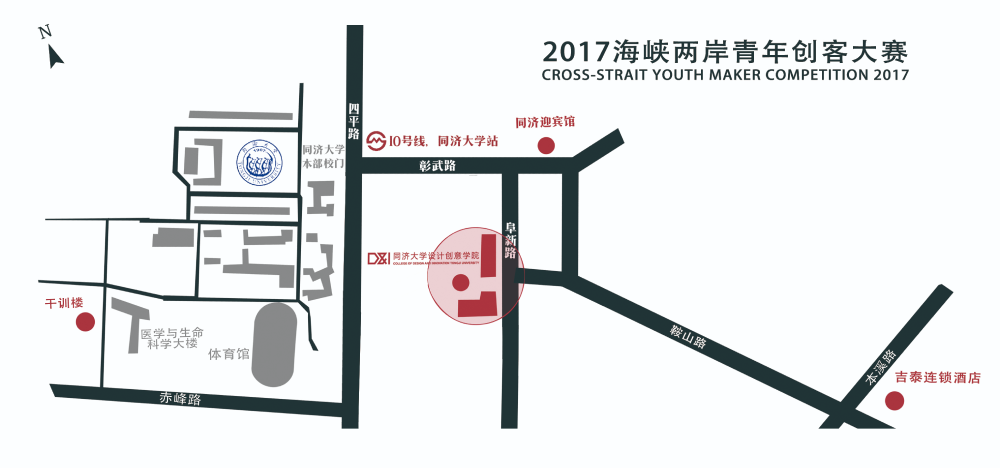 N
2017海峡两岸青年创客大赛
CROSS-STRAIT YOUTH MAKER COMPETITION 2017
四平路
10号线，同济大学站
同济迎宾馆
同济大学
本部校门
彰武路
阜新路
D&I 同济大学设计创意学院
COLLEGE OF DESIGN AND INNOVATION TONGJI UNIVERSITY
干训楼
医学与生命
科学大楼
体育馆
鞍山路
本溪路
吉泰连锁酒店
赤峰路